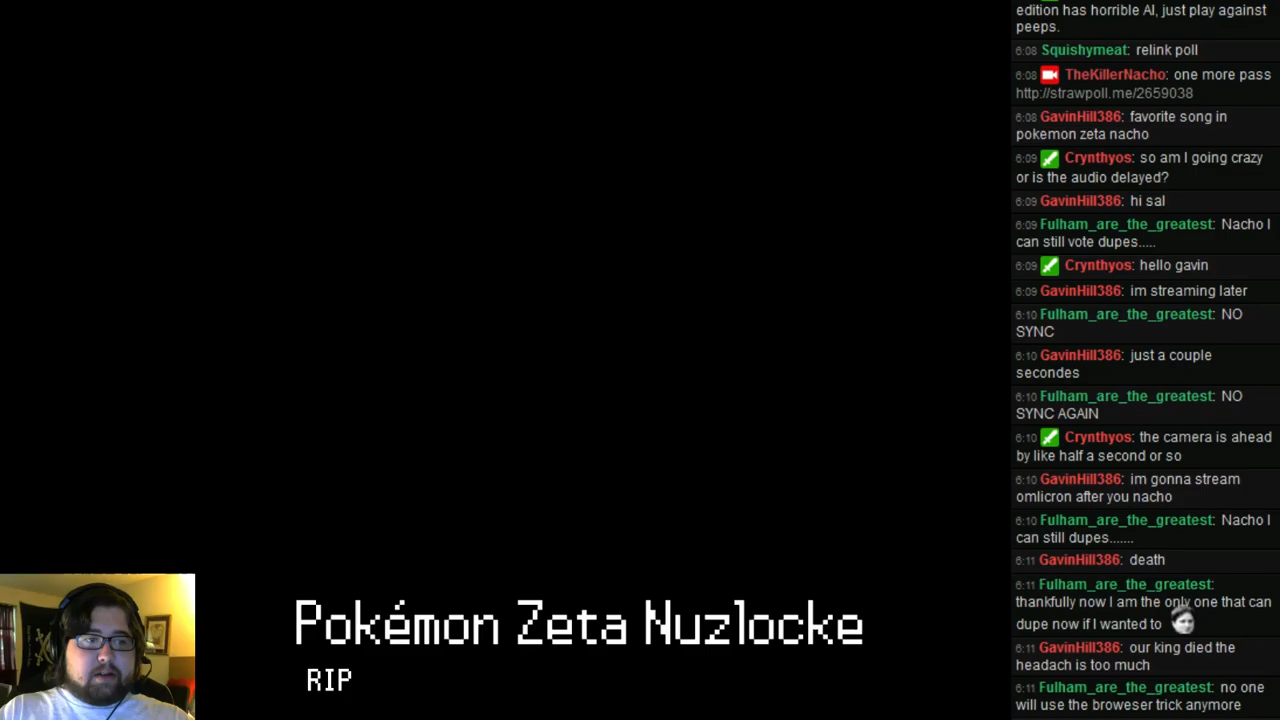 edition has horrible AI, just play against
peeps.
6:08 Squishymeat: relink poll
6:08 TheKillerNacho: one more pass
http://strawpoll.me/2659038
6:08 GavinHill386: favorite song in
pokemon zeta nacho
6:09 Crynthyos: so am I going crazy
or is the audio delayed?
6:09 GavinHill386: hi sal
6:09 Fulham_are_the_greatest: Nacho I
can still vote dupes.....
6:09 Crynthyos: hello gavin
6:09 GavinHill386: im streaming later
6:10 Fulham_are_the_greatest: NO
SYNC
6:10 GavinHill386: just a couple
secondes
6:10 Fulham_are_the_greatest: NO
SYNC AGAIN
6:10 Crynthyos: the camera is ahead
by like half a second or so
6:10 GavinHill386: im gonna stream
omlicron after you nacho
6:10 Fulham_are_the_greatest: Nacho I
can still dupes.......
6:11 GavinHill386: death
6:11 Fulham_are_the_greatest:
thankfully now I am the only one that can
dupe now if I wanted to
6:11 GavinHill386: our king died the
headach is too much
6:11 Fulham_are_the_greatest: no one
will use the broweser trick anymore
Pokémon Zeta Nuzlocke
RIP